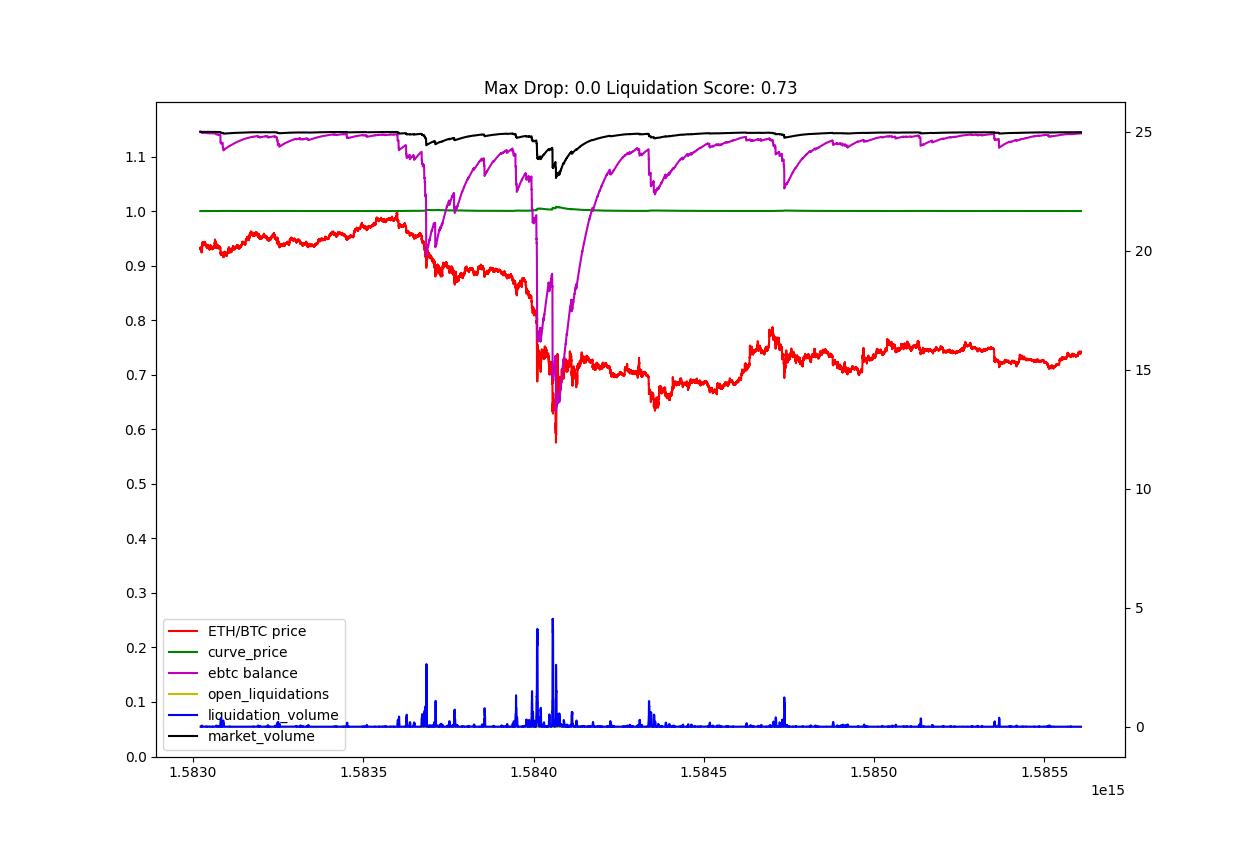 Max Drop: 0.0 Liquidation Score: 0.73
1.1
1.0
0.9
0.8
0.7
0.6
0.5
0.4
0.3
0.2
0.1
0.0
25
20
15
10
5
0
ETH/BTC price
curve_price
ebtc balance
open_liquidations
liquidation_volume
market_volume
1.5830 1.5835 1.5840 1.5845 1.5850 1.5855
1e15